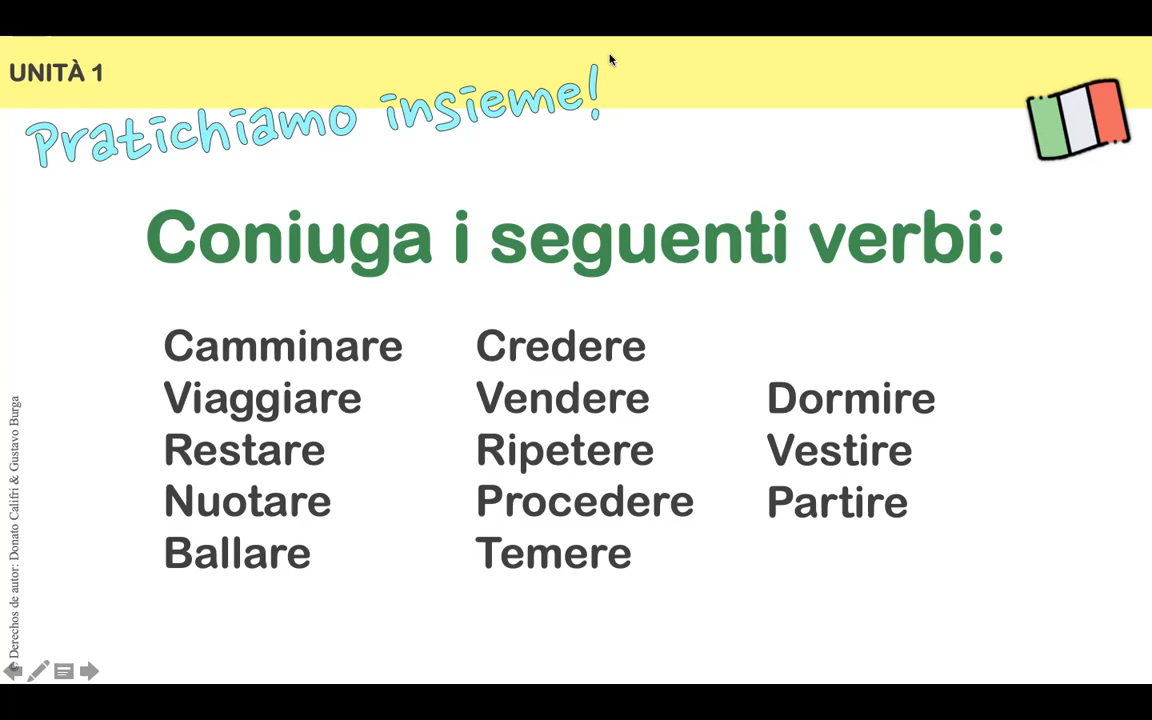 UNITÀ 1
Pratichiamo insieme!
Coniuga i seguenti verbi:
Camminare
Viaggiare
Restare
Nuotare
Ballare
Credere
Vendere
Ripetere
Procedere
Temere
Dormire
Vestire
Partire
© Derechos de autor: Donato Califri & Gustavo Burga